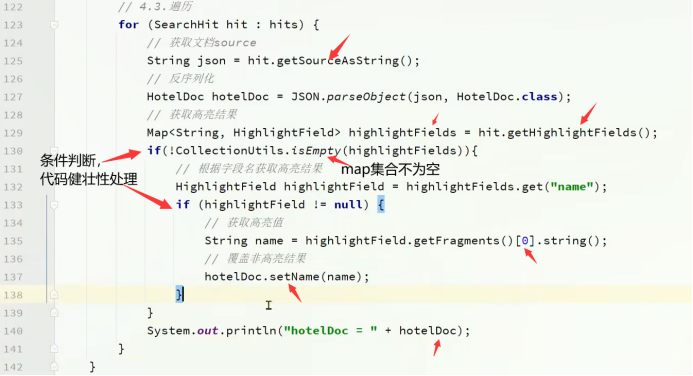 122 // 4.3.遍历
123 for (SearchHit hit : hits) {
124 // 获取文档source
125 String json = hit.getSourceAsString();
126 // 反序列化
127 HotelDoc hotelDoc = JSON.parseObject(json, HotelDoc.class);
128 // 获取高亮结果
129 Map<String, HighlightField> highlightFields = hit.getHighlightFields();
130 if(!CollectionUtils.isEmpty(highlightFields)){
条件判断,
代码健壮性处理
map集合不为空
131 // 根据字段名获取高亮结果
132 HighlightField highlightField = highlightFields.get("name");
133 if (highlightField != null) {
134 // 获取高亮值
135 String name = highlightField.getFragments()[0].string();
136 // 覆盖非高亮结果
137 hotelDoc.setName(name);
138 }
139 }
140 System.out.println("hotelDoc = " + hotelDoc);
141 }
142 }